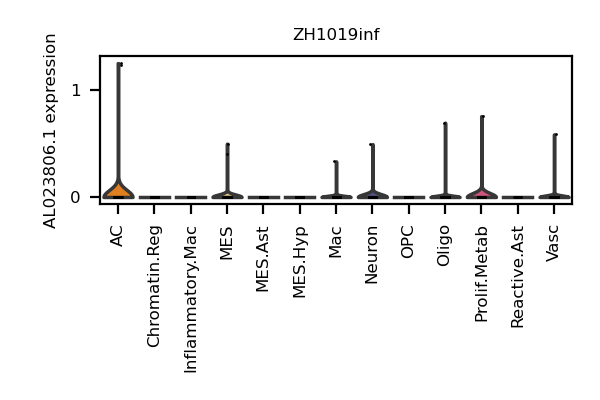 ZH1019inf
AL023806.1 expression
1
0
AC
Chromatin.Reg
Inflammatory.Mac
MES
MES.Ast
MES.Hyp
Mac
Neuron
OPC
Oligo
Prolif.Metab
Reactive.Ast
Vasc